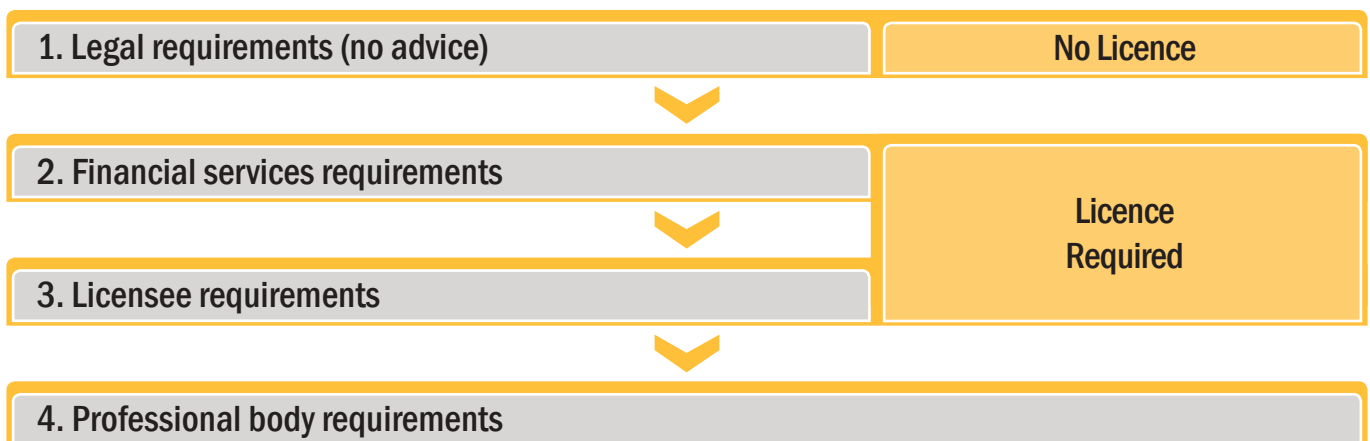 1. Legal requirements (no advice)
No Licence
2. Financial services requirements
Licence
Required
3. Licensee requirements
4. Professional body requirements